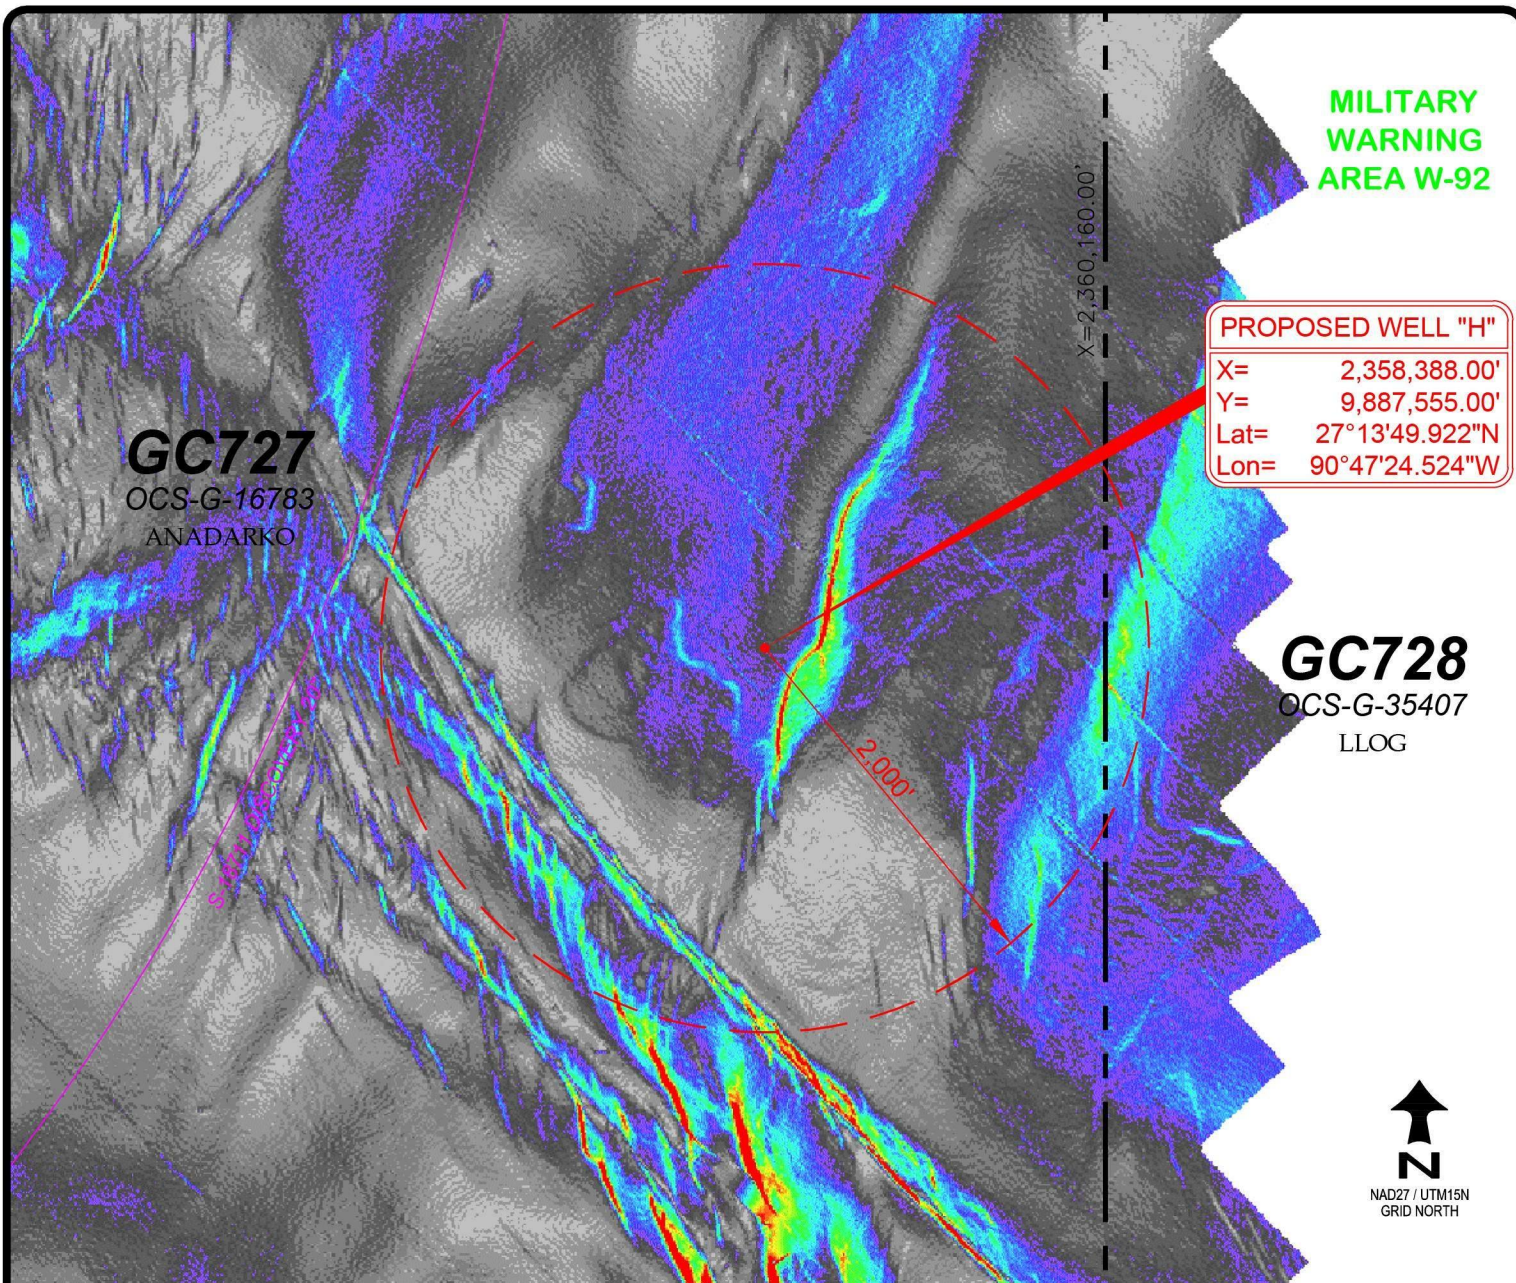 MILITARY
WARNING
AREA W-92
X=2,360,160.00'
PROPOSED WELL "H"
X= 2,358,388.00'
Y= 9,887,555.00'
Lat= 27°13'49.922"N
Lon= 90°47'24.524"W
GC727
OCS-G-16783
ANADARKO
GC728
OCS-G-35407
LLOG
2,000'
N
NAD27 / UTM15N
GRID NORTH